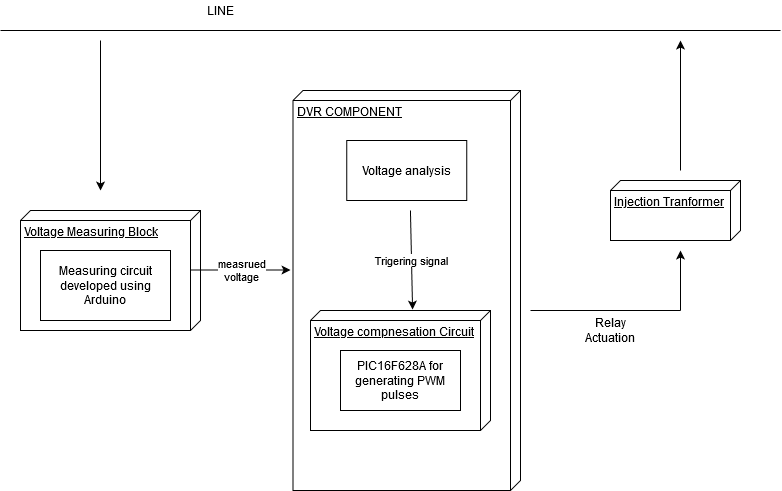 LINE
DVR COMPONENT
Voltage analysis
Injection Tranformer
Voltage Measuring Block
measrued
voltage
Trigering signal
Measuring circuit
developed using
Arduino
Voltage compnesation Circuit
Relay
Actuation
PIC16F628A for
generating PWM
pulses